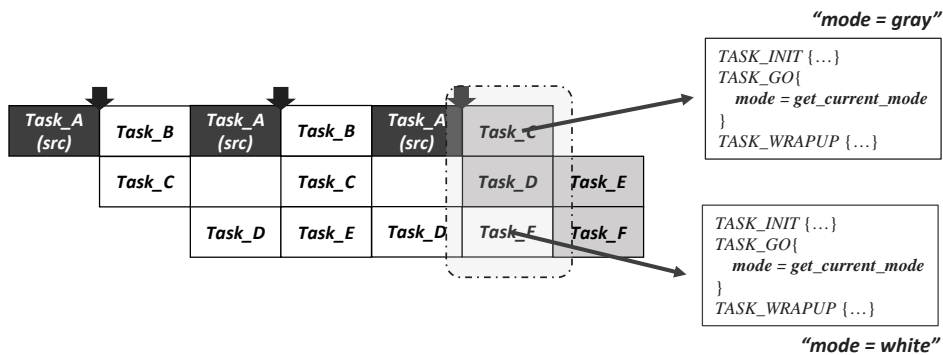 “mode = gray”
TASK_INIT {…}
TASK_GO{
mode = get_current_mode
}
TASK_WRAPUP {…}
Task_A
(src)
Task_B
Task_A
(src)
Task_B
Task_A
(src)
Task_C
Task_C
Task_C
Task_D
Task_E
Task_D
Task_E
Task_D
Task_E
Task_F
TASK_INIT {…}
TASK_GO{
mode = get_current_mode
}
TASK_WRAPUP {…}
“mode = white”